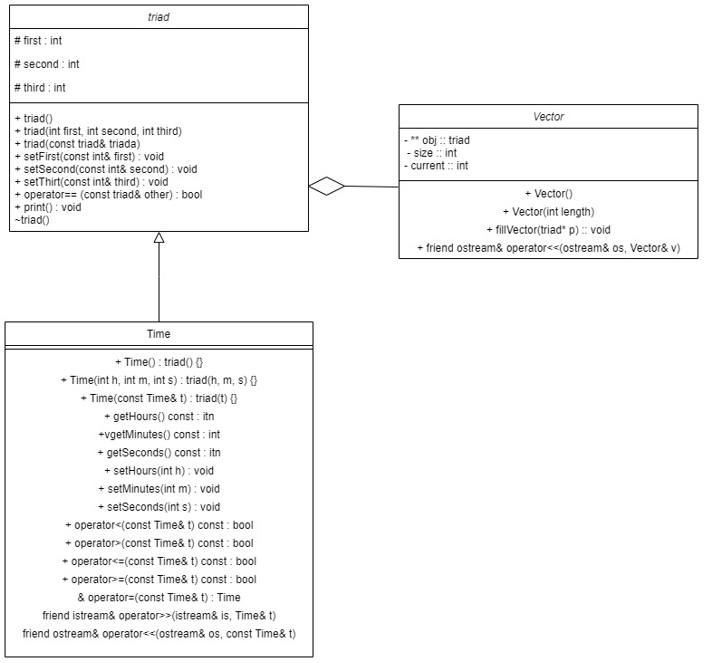 triad
# first : int
# second : int
# third : int
+ triad()
+ triad(int first, int second, int third)
+ triad(const triad& triada)
+ setFirst(const int& first) : void
+ setSecond(const int& second) : void
+ setThirt(const int& third) : void
+ operator== (const triad& other) : bool
+ print() : void
~triad()
Vector
- ** obj :: triad
- size :: int
- current :: int
+ Vector()
+ Vector(int length)
+ fillVector(triad* p) :: void
+ friend ostream& operator<<(ostream& os, Vector& v)
Time
+ Time() : triad() {}
+ Time(int h, int m, int s) : triad(h, m, s) {}
+ Time(const Time& t) : triad(t) {}
+ getHours() const : itn
+vgetMinutes() const : int
+ getSeconds() const : itn
+ setHours(int h) : void
+ setMinutes(int m) : void
+ setSeconds(int s) : void
+ operator<(const Time& t) const : bool
+ operator>(const Time& t) const : bool
+ operator<=(const Time& t) const : bool
+ operator>=(const Time& t) const : bool
& operator=(const Time& t) : Time
friend istream& operator>>(istream& is, Time& t)
friend ostream& operator<<(ostream& os, const Time& t)